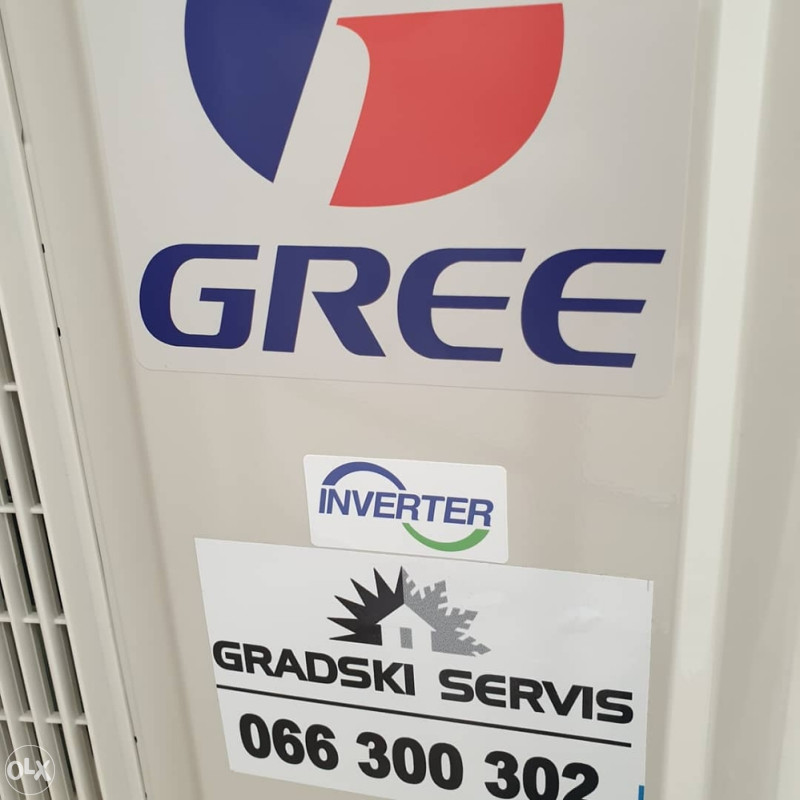 GREE
INVERTER
GRADSKI SERVIS
066 300 302
OLX